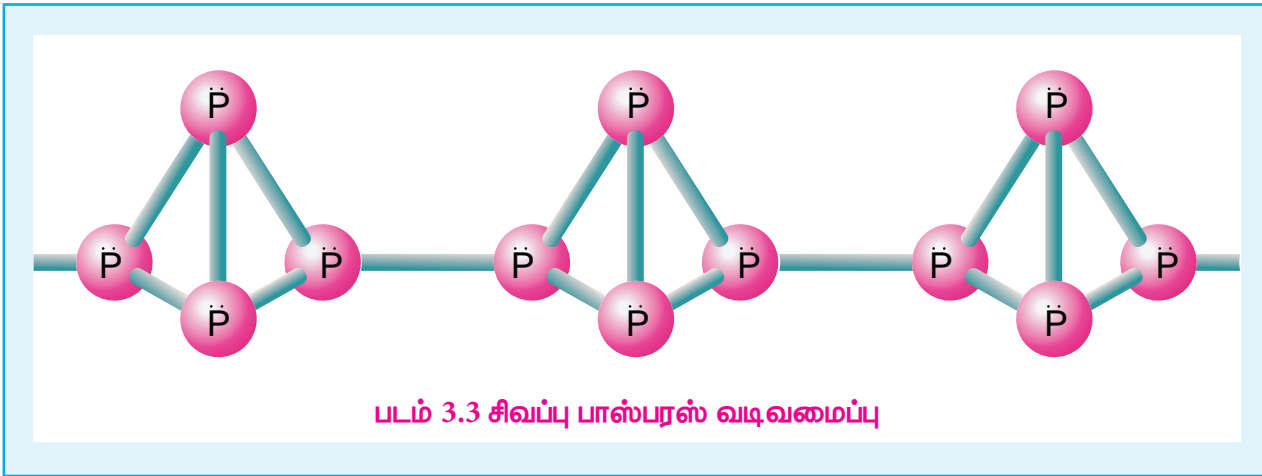 P̈ P̈ P̈
P̈ P̈ P̈ P̈ P̈ P̈
P̈ P̈ P̈
படம் 3.3 சிவப்பு பாஸ்பரஸ் வடிவமைப்பு